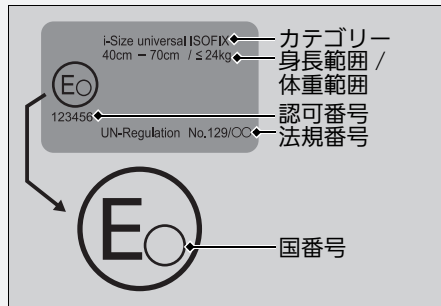 i-Size universal ISOFIX
カテゴリー
40cm – 70cm / ≤ 24kg
身長範囲 /
体重範囲
E○
123456
認可番号
UN-Regulation No.129/○○
法規番号
E○
国番号